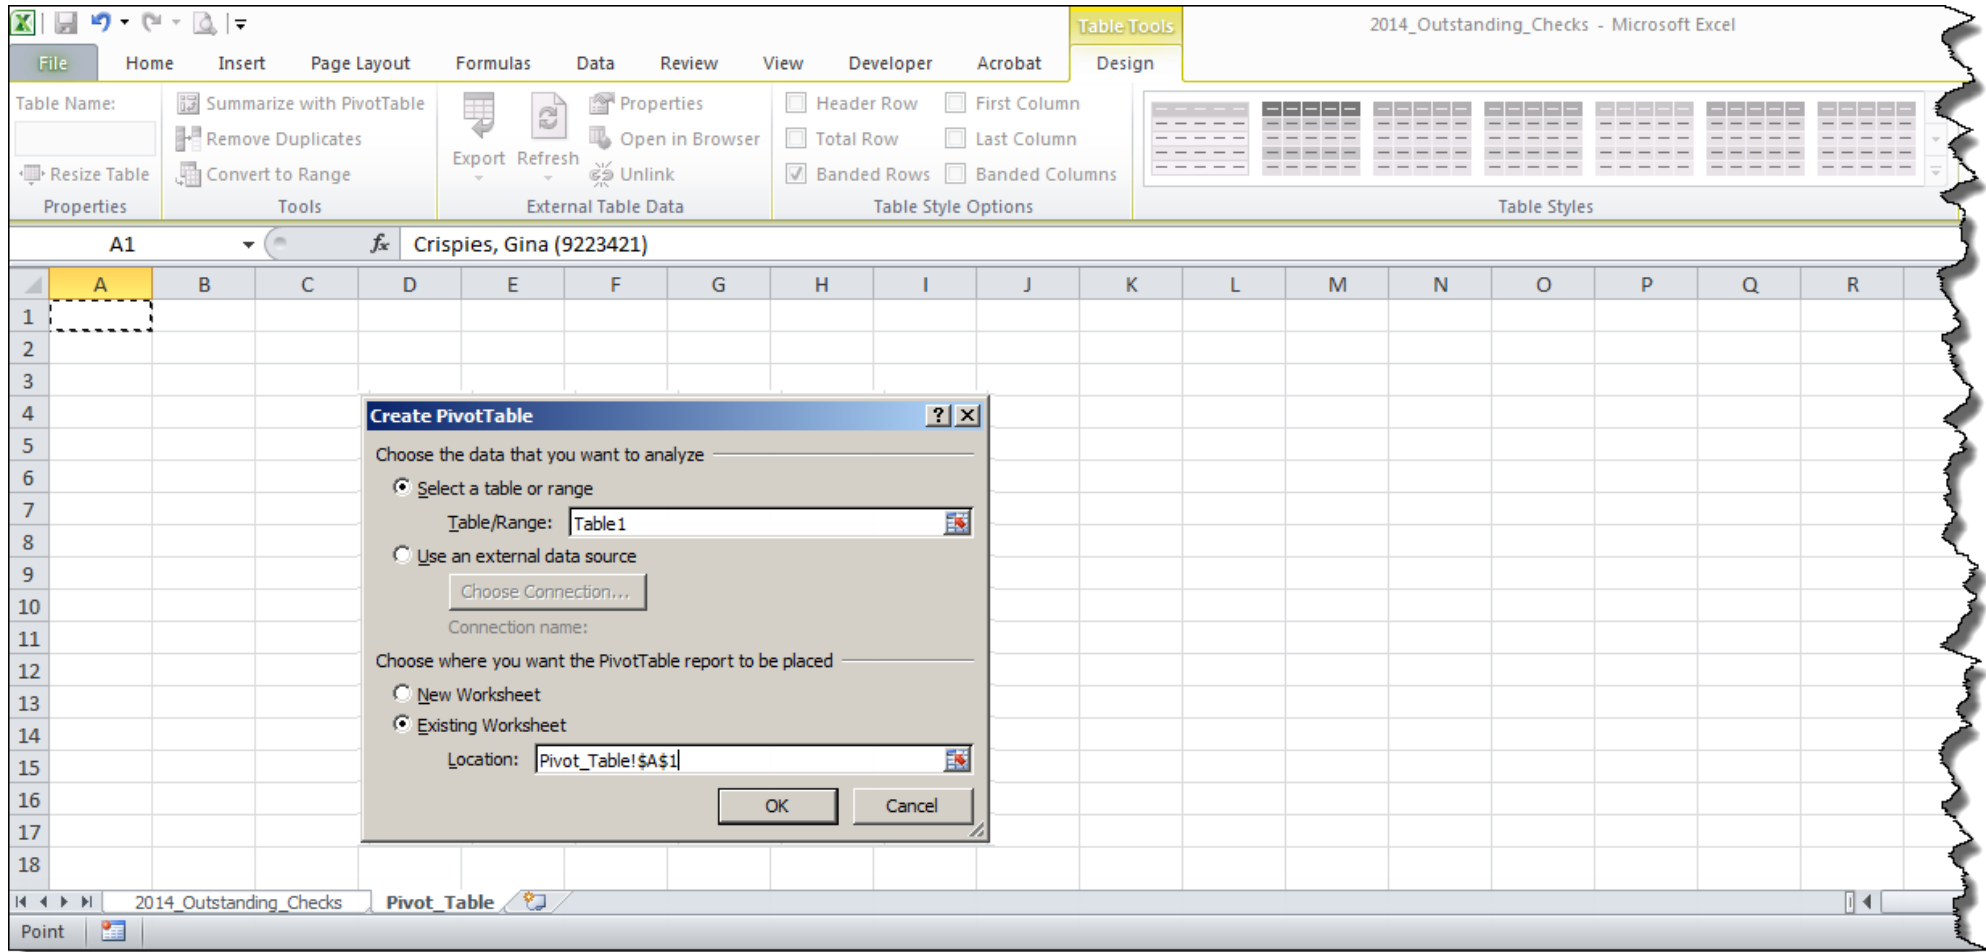 2014_Outstanding_Checks - Microsoft Excel
Table Tools
File Home Insert Page Layout Formulas Data Review View Developer Acrobat Design
Table Name:
Resize Table
Properties
Summarize with PivotTable
Remove Duplicates
Convert to Range
Tools
Export Refresh
Properties
Open in Browser
Unlink
External Table Data
Header Row First Column
Total Row Last Column
Banded Rows Banded Columns
Table Style Options
Table Styles
A1 fx Crispies, Gina (9223421)
A B C D E F G H I J K L M N O P Q R
1
2
3
4
5
6
7
8
9
10
11
12
13
14
15
16
17
18
Create PivotTable ?
Choose the data that you want to analyze
Select a table or range
Table/Range: Table1
Use an external data source
Choose Connection...
Connection name:
Choose where you want the PivotTable report to be placed
New Worksheet
Existing Worksheet
Location: Pivot_Table!$A$1
OK Cancel
2014_Outstanding_Checks Pivot_Table
Point